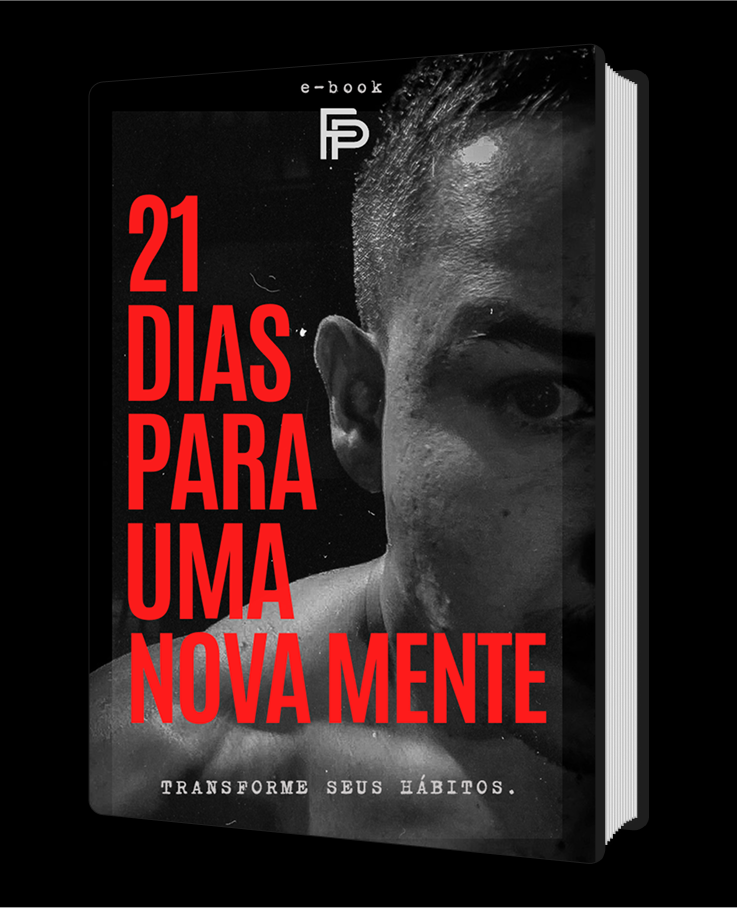 e-book
FP
21
DIAS
PARA
UMA
NOVA MENTE
TRANSFORME SEUS HÁBITOS.